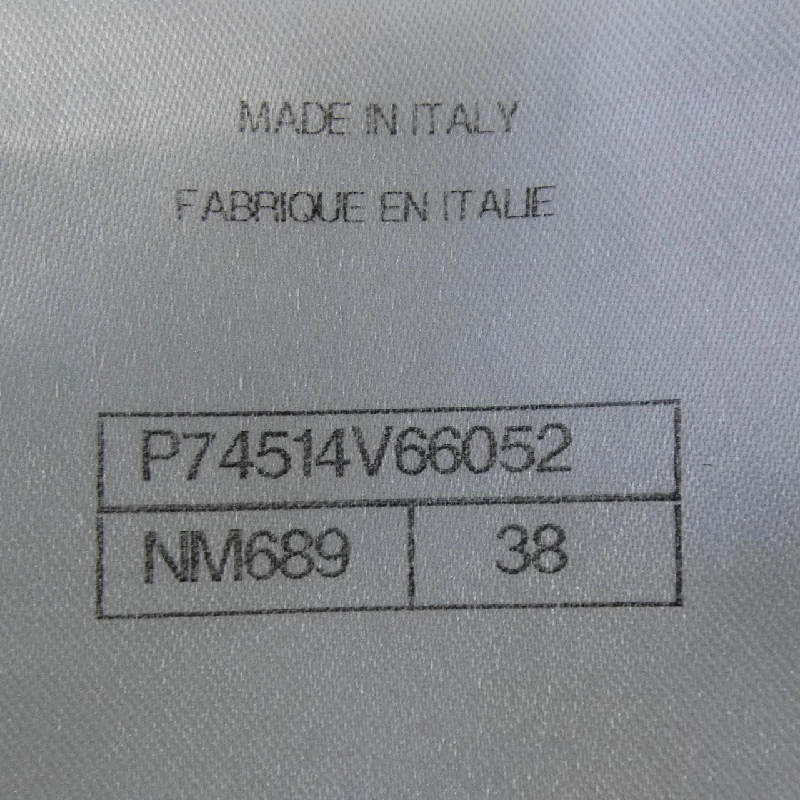 MADE IN ITALY
FABRIQUE EN ITALIE
P74514V66052
NM689 38